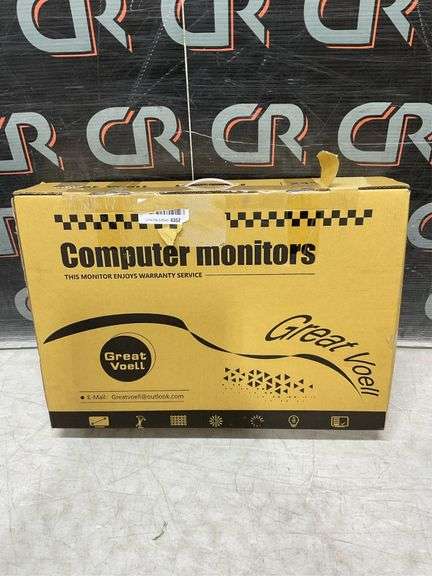 CR CR CR CR
CR CR CR CR CR
Computer monitors
THIS MONITOR ENJOYS WARRANTY SERVICE
Great Voell
Great
Voell
E-Mail : Greatvoell@outlook.com